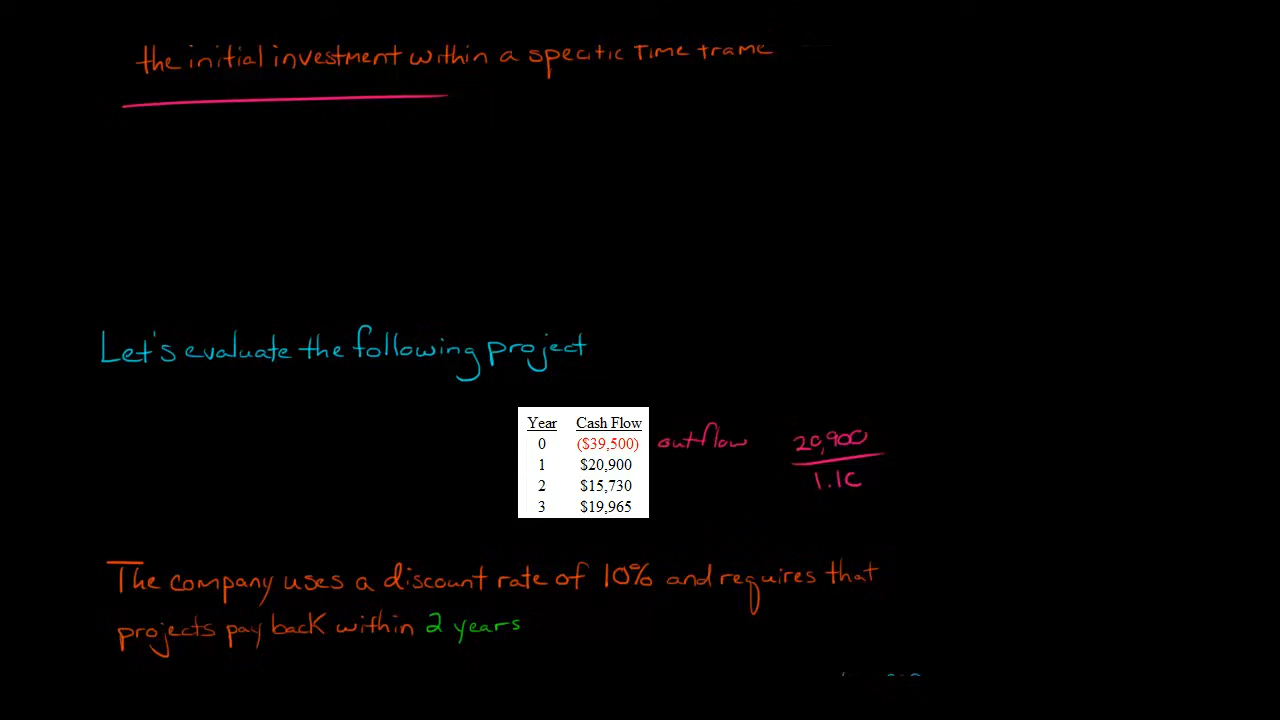 the initial investment within a specific time frame
Let's evaluate the following project
Year Cash Flow
0 ($39,500) outflow 20,900
1 $20,900 1.10
2 $15,730
3 $19,965
The company uses a discount rate of 10% and requires that
projects pay back within 2 years